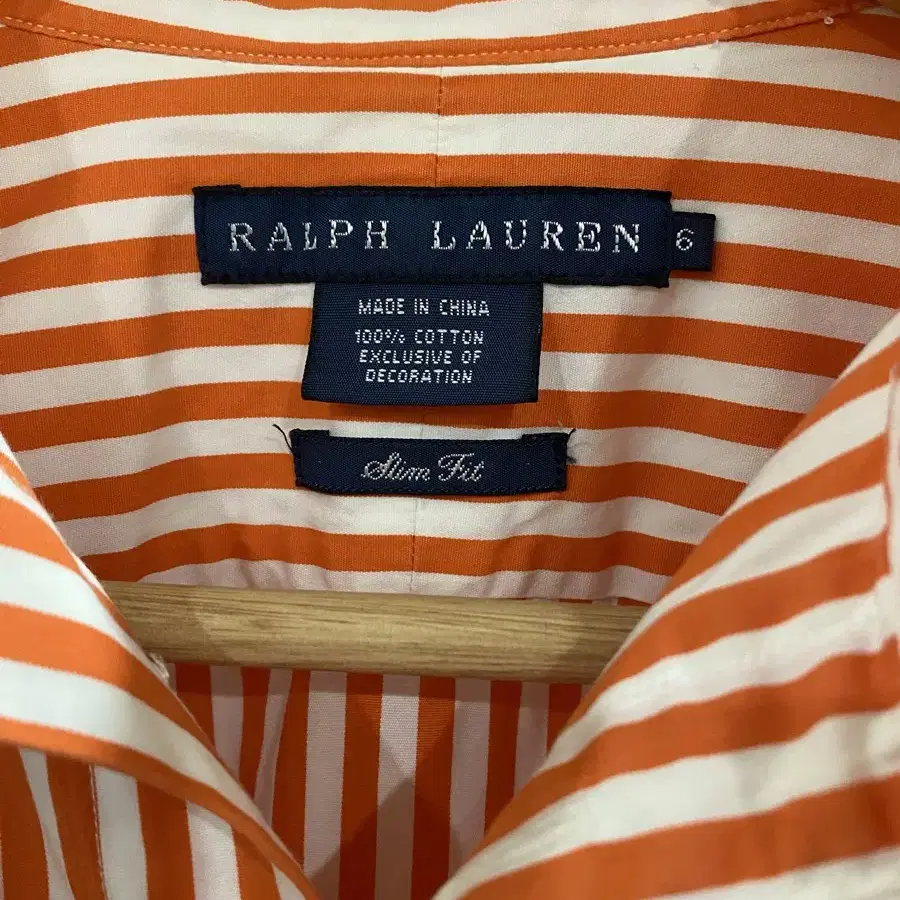 RALPH LAUREN 6
MADE IN CHINA
100% COTTON
EXCLUSIVE OF
DECORATION
Slim Fit